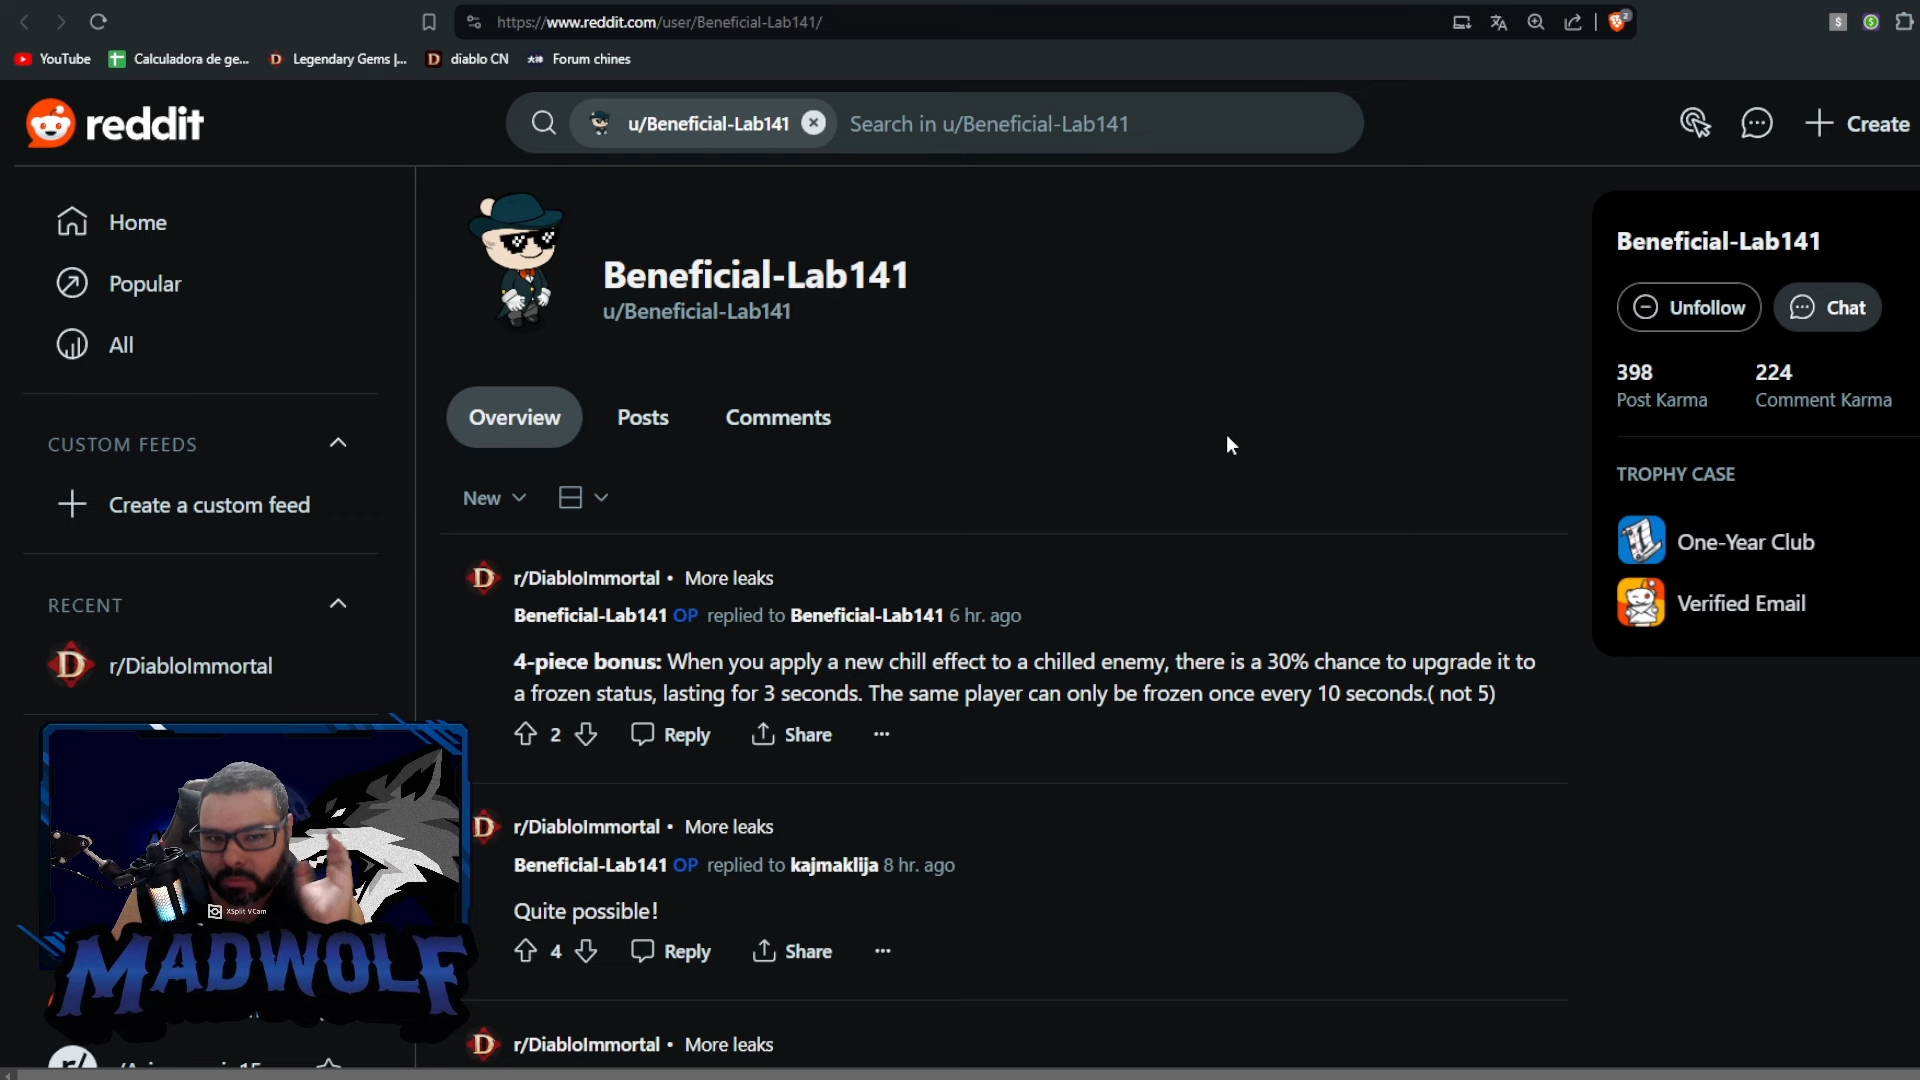 https://www.reddit.com/user/Beneficial-Lab141/
2
YouTube
Calculadora de ge...
Legendary Gems |...
diablo CN
Forum chines
reddit
u/Beneficial-Lab141
Search in u/Beneficial-Lab141
Create
Home
Popular
All
CUSTOM FEEDS
Create a custom feed
RECENT
r/DiabloImmortal
Beneficial-Lab141
u/Beneficial-Lab141
Overview
Posts
Comments
New
r/DiabloImmortal • More leaks
Beneficial-Lab141 OP replied to Beneficial-Lab141 6 hr. ago
4-piece bonus: When you apply a new chill effect to a chilled enemy, there is a 30% chance to upgrade it to
a frozen status, lasting for 3 seconds. The same player can only be frozen once every 10 seconds.( not 5)
2
Reply
Share
r/DiabloImmortal • More leaks
Beneficial-Lab141 OP replied to kajmaklija 8 hr. ago
Quite possible!
4
Reply
Share
r/DiabloImmortal • More leaks
Beneficial-Lab141
Unfollow
Chat
398
Post Karma
224
Comment Karma
TROPHY CASE
One-Year Club
Verified Email
XSplit VCam
MADWOLF